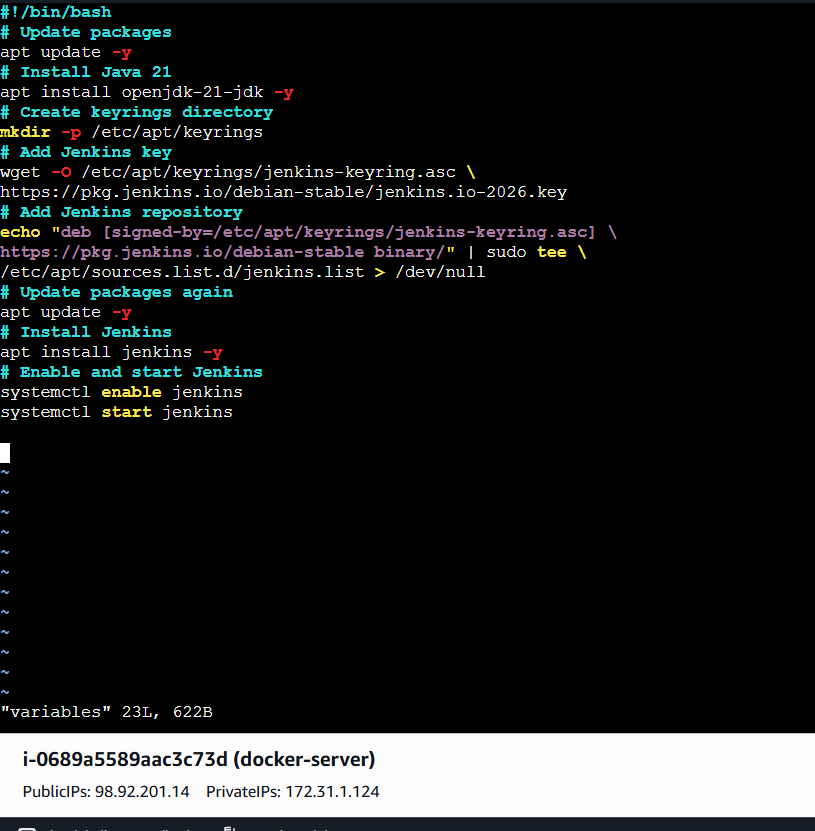 #!/bin/bash
# Update packages
apt update -y
# Install Java 21
apt install openjdk-21-jdk -y
# Create keyrings directory
mkdir -p /etc/apt/keyrings
# Add Jenkins key
wget -O /etc/apt/keyrings/jenkins-keyring.asc \
https://pkg.jenkins.io/debian-stable/jenkins.io-2026.key
# Add Jenkins repository
echo "deb [signed-by=/etc/apt/keyrings/jenkins-keyring.asc] \
https://pkg.jenkins.io/debian-stable binary/" | sudo tee \
/etc/apt/sources.list.d/jenkins.list > /dev/null
# Update packages again
apt update -y
# Install Jenkins
apt install jenkins -y
# Enable and start Jenkins
systemctl enable jenkins
systemctl start jenkins
~
~
~
~
~
~
~
~
~
~
~
~
"variables" 23L, 622B
i-0689a5589aac3c73d (docker-server)
PublicIPs: 98.92.201.14 PrivateIPs: 172.31.1.124